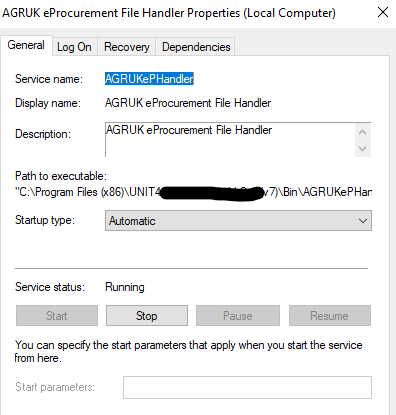 AGRUK eProcurement File Handler Properties (Local Computer)
General Log On Recovery Dependencies
Service name: AGRUKePHandler
Display name: AGRUK eProcurement File Handler
Description: AGRUK eProcurement File Handler
Path to executable:
"C:\Program Files (x86)\UNIT4 v7)\Bin\AGRUKePHan
Startup type: Automatic
Service status: Running
Start Stop Pause Resume
You can specify the start parameters that apply when you start the service
from here.
Start parameters: